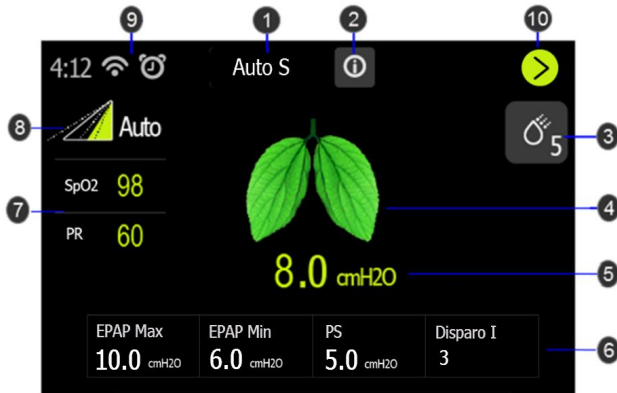 9 1 2 10
4:12 Auto S
8 Auto 3
5
SpO2 98
7 4
PR 60
8.0 cmH2O 5
EPAP Max EPAP Min PS Disparo I
10.0 cmH2O 6.0 cmH2O 5.0 cmH2O 3
6